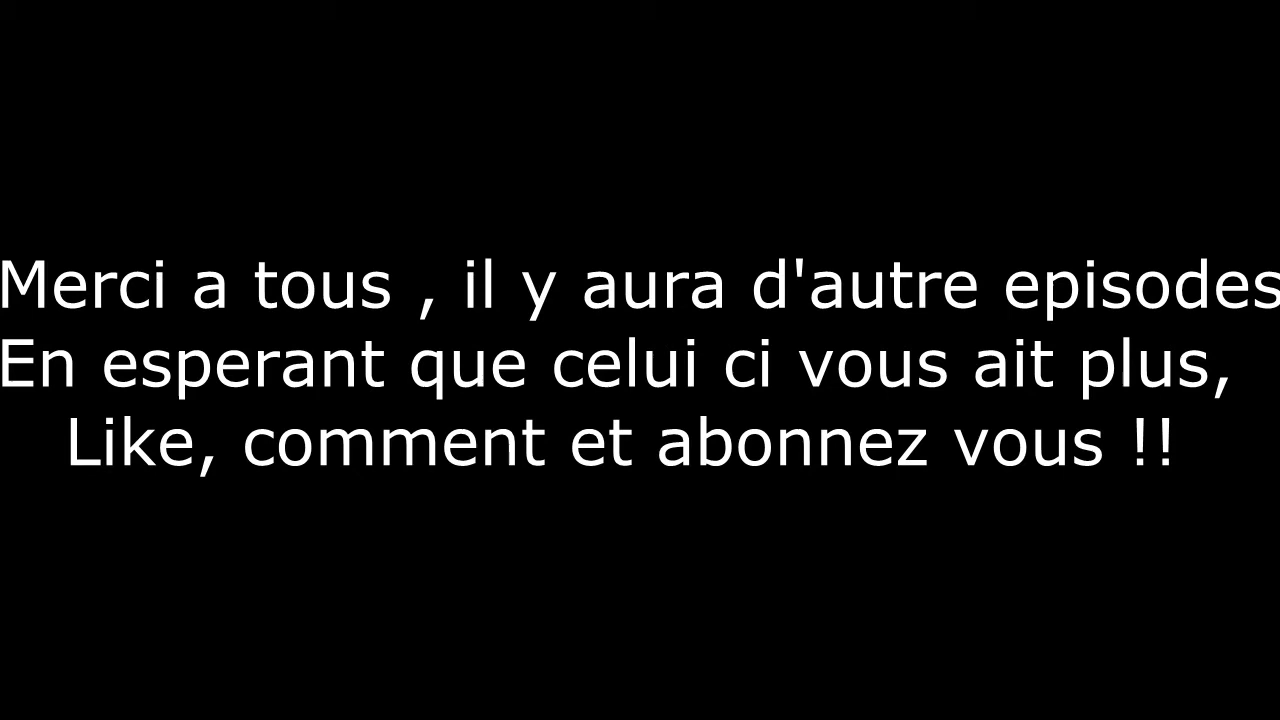 Merci a tous , il y aura d'autre episodes
En esperant que celui ci vous ait plus,
Like, comment et abonnez vous !!